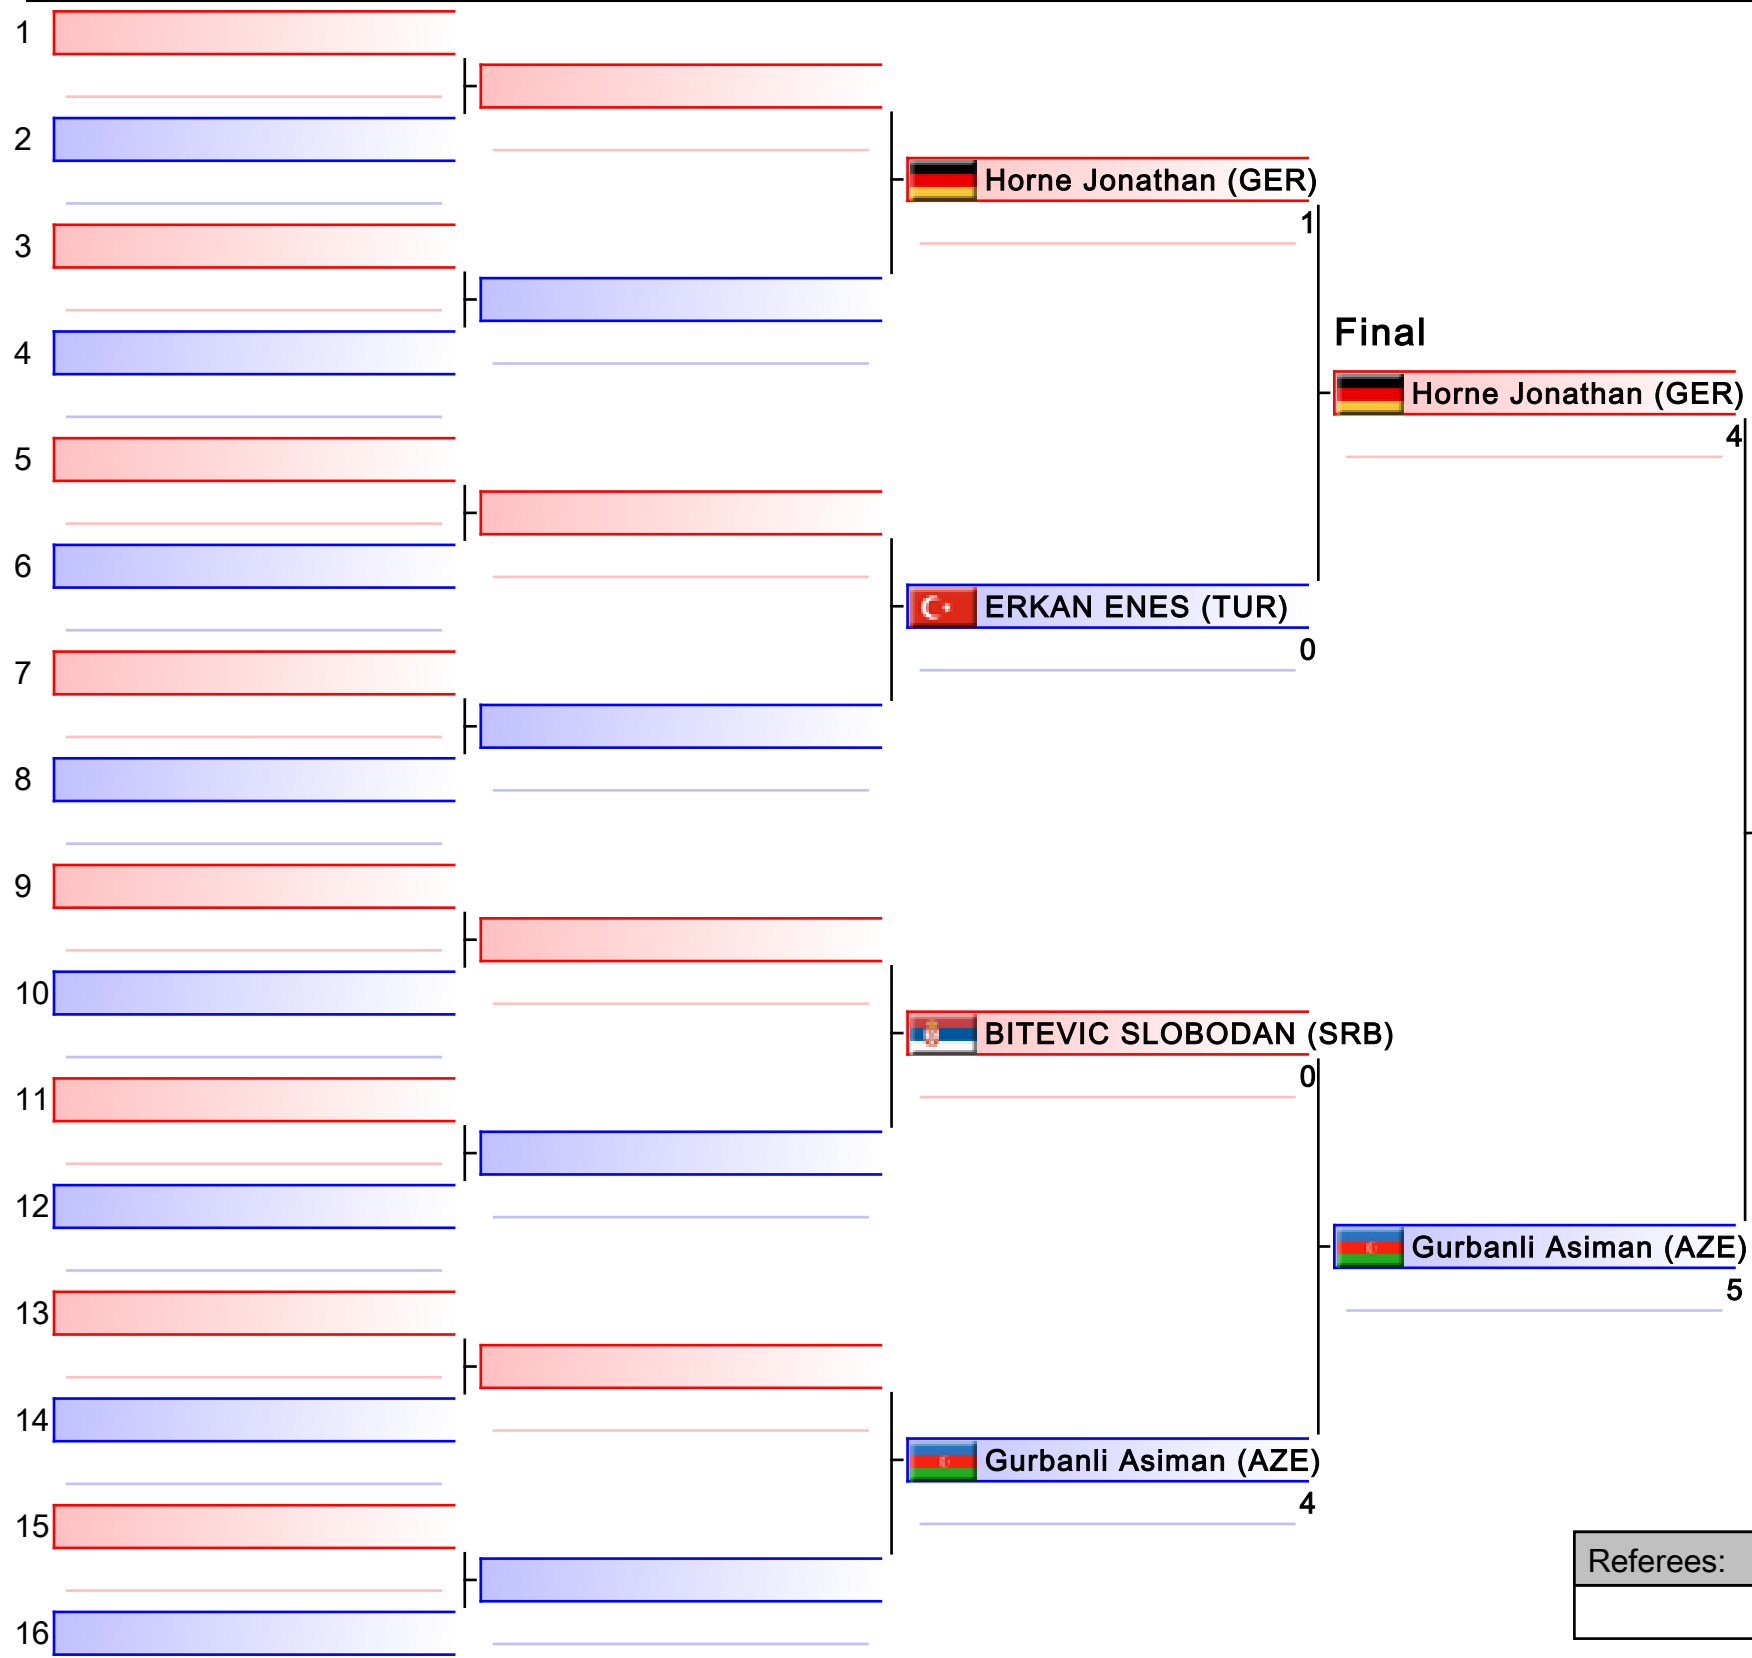 1
2
3
4
5
6
7
8
9
10
11
12
13
14
15
16
Horne Jonathan (GER)
1
ERKAN ENES (TUR)
0
BITEVIC SLOBODAN (SRB)
0
Gurbanli Asiman (AZE)
4
Final
Horne Jonathan (GER)
4
Gurbanli Asiman (AZE)
5
Referees: